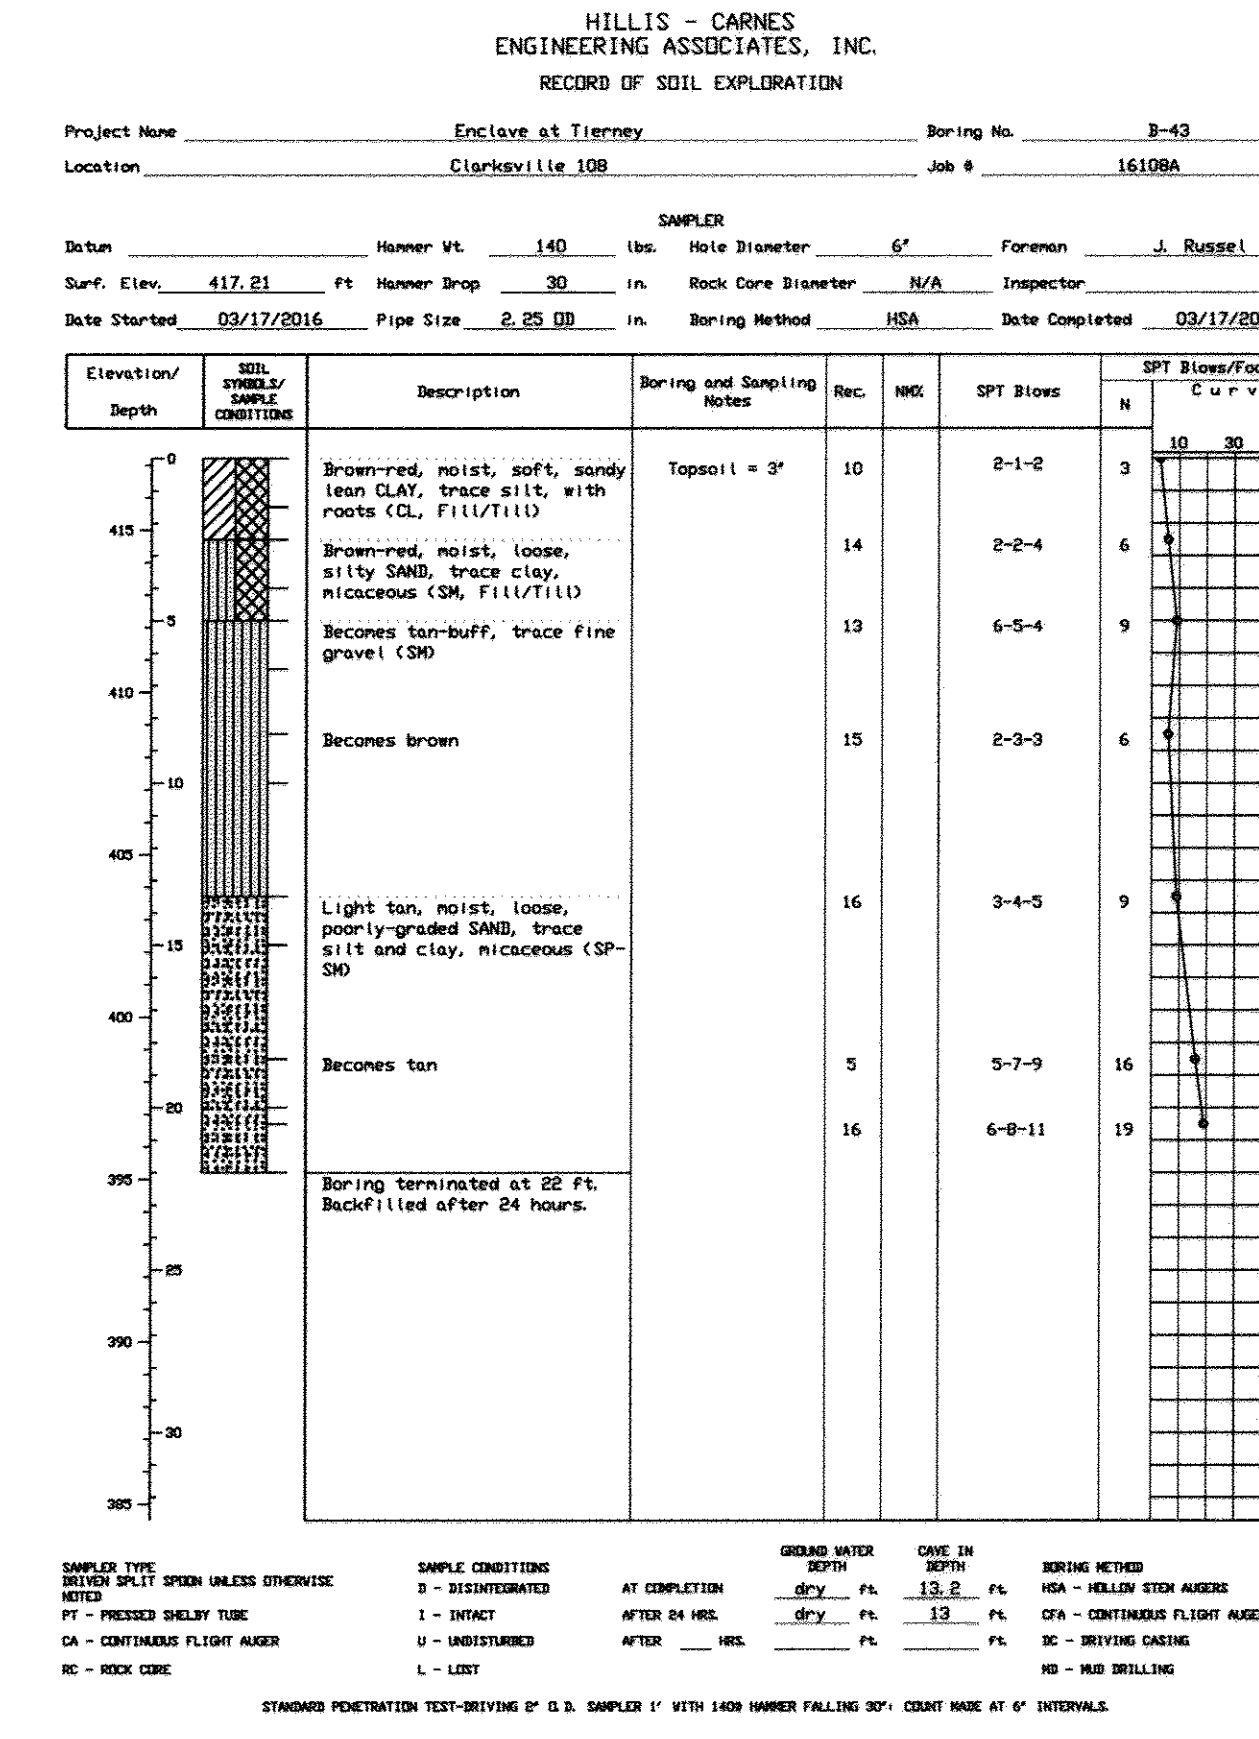 HILLIS - CARNES
ENGINEERING ASSOCIATES, INC.
RECORD OF SOIL EXPLORATION
Project Name Enclave at Tierney Boring No. B-43
Location Clarksville 108 Job # 16108A
SAMPLER
Datum Hammer Wt. 140 lbs. Hole Diameter 6" Foreman J. Russel
Surf. Elev. 417.21 ft Hammer Drop 30 in. Rock Core Diameter N/A Inspector
Date Started 03/17/2016 Pipe Size 2.25 OD in. Boring Method HSA Date Completed 03/17/20
Elevation/ Depth
SOIL SYMBOLS/ SAMPLE CONDITIONS
Description
Boring and Sampling Notes
Rec. NM% SPT Blows
SPT Blows/Foo
N Curv
10 30
0 Brown-red, moist, soft, sandy Topsoil = 3" 10 2-1-2 3
lean CLAY, trace silt, with
roots (CL, Fill/Till)
415
Brown-red, moist, loose, 14 2-2-4 6
silty SAND, trace clay,
micaceous (SM, Fill/Till)
5 Becomes tan-buff, trace fine 13 6-5-4 9
gravel (SM)
410
Becomes brown 15 2-3-3 6
10
405
Light tan, moist, loose, 16 3-4-5 9
poorly-graded SAND, trace
15 silt and clay, micaceous (SP-
SM)
400
Becomes tan 5 5-7-9 16
20
16 6-8-11 19
395 Boring terminated at 22 ft.
Backfilled after 24 hours.
25
390
30
385
GROUND WATER DEPTH
CAVE IN DEPTH
SAMPLER TYPE SAMPLE CONDITIONS BORING METHOD
DRIVEN SPLIT SPOON UNLESS OTHERWISE
NOTED
D - DISINTEGRATED AT COMPLETION dry ft. 13.2 ft. HSA - HOLLOW STEM AUGERS
PT - PRESSED SHELBY TUBE I - INTACT AFTER 24 HRS. dry ft. 13 ft. CFA - CONTINUOUS FLIGHT AUGE
CA - CONTINUOUS FLIGHT AUGER U - UNDISTURBED AFTER ___ HRS. ft. ft. DC - DRIVING CASING
RC - ROCK CORE L - LOST MD - MUD DRILLING
STANDARD PENETRATION TEST-DRIVING 2" O.D. SAMPLER 1' WITH 140# HAMMER FALLING 30"; COUNT MADE AT 6" INTERVALS.